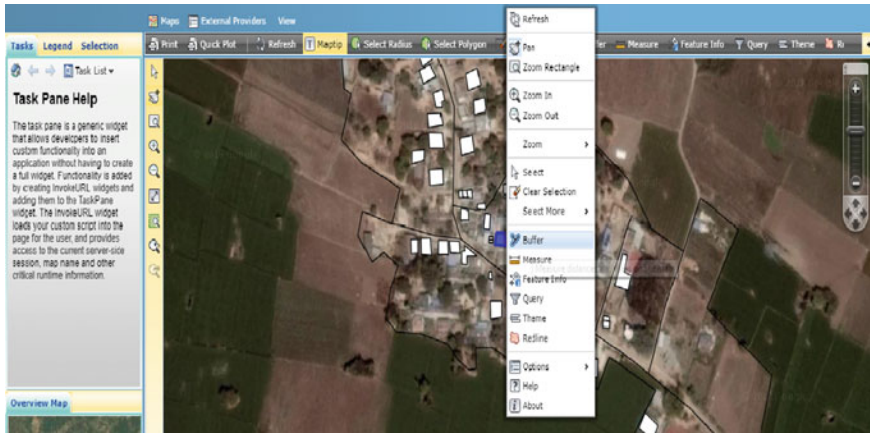 Maps External Providers View
Tasks Legend Selection
Print Quick Plot Refresh Maptip Select Radius Select Polygon Measure Feature Info Query Theme
Task List
Task Pane Help
The task pane is a generic widget
that allows developers to insert
custom functionality into an
application without having to create
a full widget. Functionality is added
by creating InvokeURL widgets and
adding them to the TaskPane
widget. The InvokeURL widget
loads your custom script into the
page for the user, and provides
access to the current server-side
session, map name and other
critical runtime information.
Overview Map
Refresh
Pan
Zoom Rectangle
Zoom In
Zoom Out
Zoom
Select
Clear Selection
Select More
Buffer
Measure
Feature Info
Query
Theme
Redline
Options
Help
About